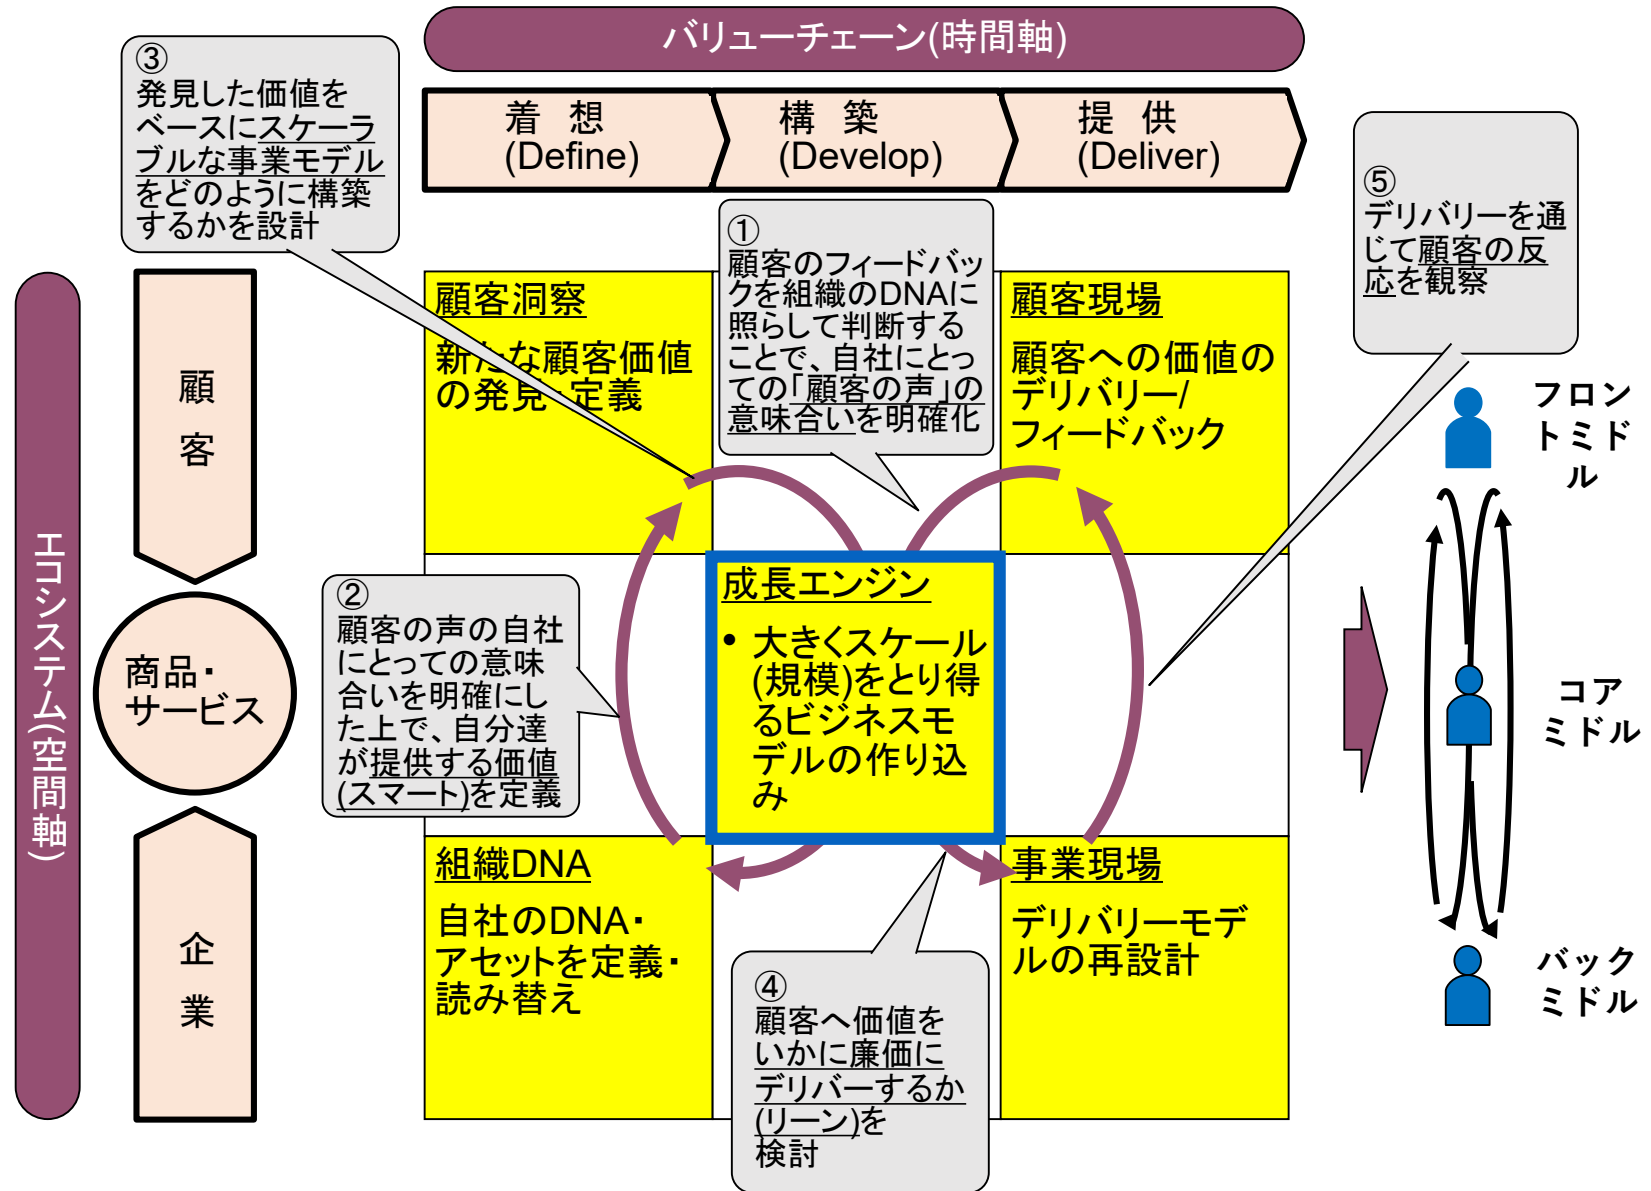 バリューチェーン(時間軸)
③
発見した価値を
ベースにスケーラ
ブルな事業モデル
をどのように構築
するかを設計
着 想
(Define)
構 築
(Develop)
提 供
(Deliver)
⑤
デリバリーを通
じて顧客の反
応を観察
①
顧客のフィードバッ
クを組織のDNAに
照らして判断する
ことで、自社にとっ
ての「顧客の声」の
意味合いを明確化
エコシステム(空間軸)
顧
客
商品・
サービス
企
業
顧客洞察
新たな顧客価値
の発見・定義
顧客現場
顧客への価値の
デリバリー/
フィードバック
②
顧客の声の自社
にとっての意味
合いを明確にし
た上で、自分達
が提供する価値
(スマート)を定義
成長エンジン
• 大きくスケール
(規模)をとり得
るビジネスモ
デルの作り込
み
組織DNA
自社のDNA・
アセットを定義・
読み替え
事業現場
デリバリーモデ
ルの再設計
④
顧客へ価値を
いかに廉価に
デリバーするか
(リーン)を
検討
フロン
トミド
ル
コア
ミドル
バック
ミドル